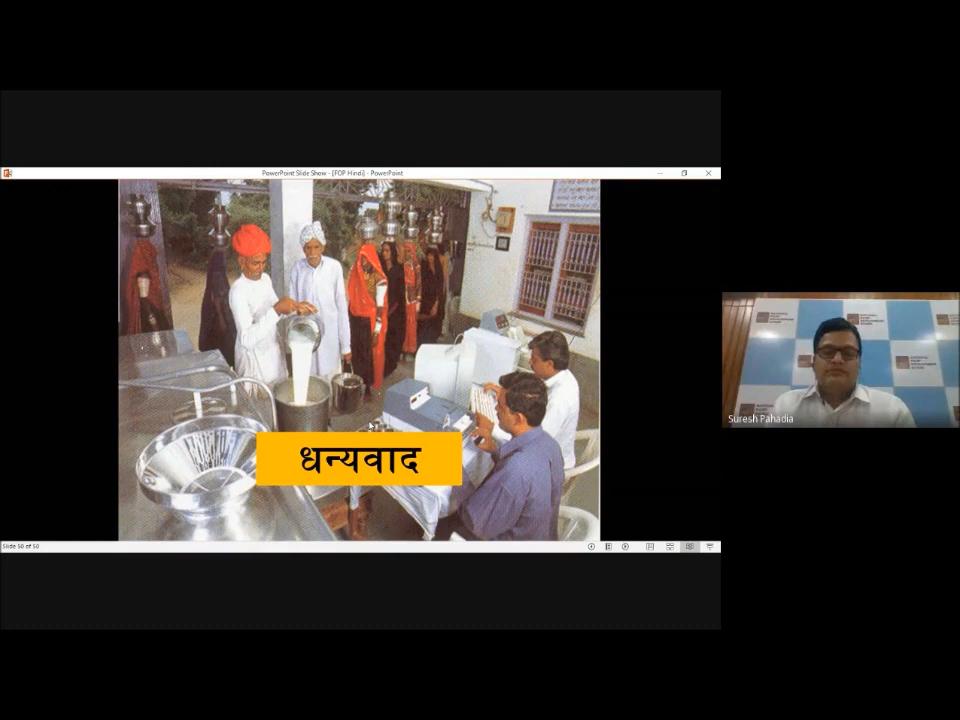 PowerPoint Slide Show - [FOP Hindi] - PowerPoint
धन्यवाद
Slide 50 of 50
Suresh Pahadia